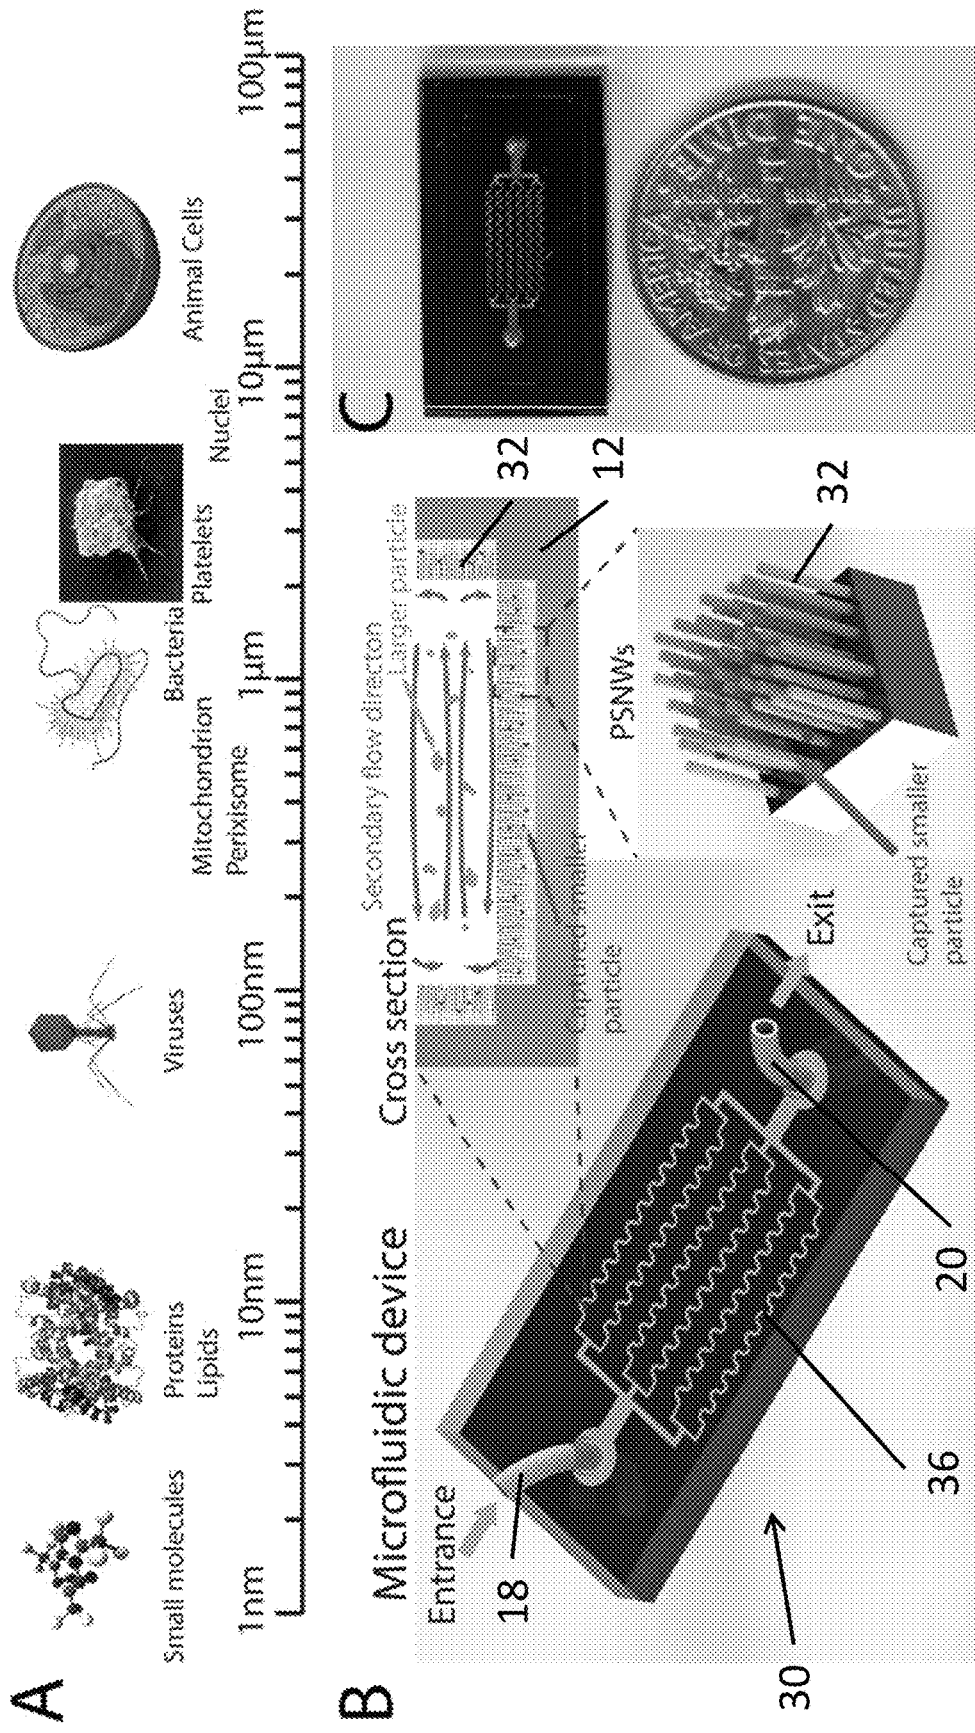 A
Small molecules
Proteins
Lipids
Viruses
Mitochondrion
Perixisome
Bacteria
Platelets
Nuclei
Animal Cells
1nm
10nm
100nm
1µm
10µm
100µm
B
Microfluidic device
Entrance
18
30
36
20
Exit
Cross section
Secondary flow directon
Larger particle
32
12
particle
PSNWs
32
Captured smaller
particle
C